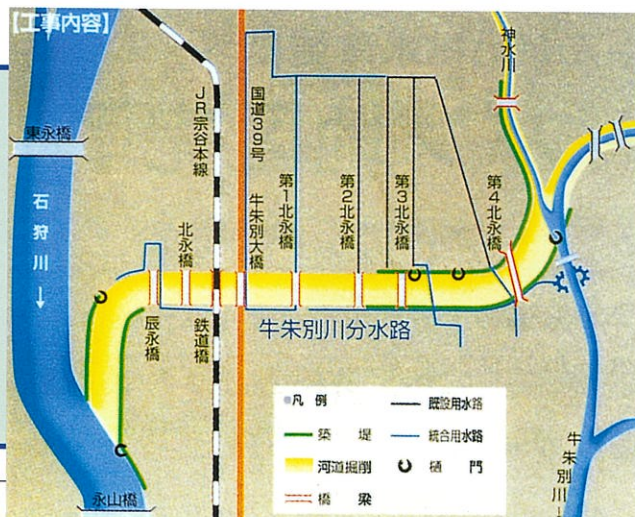 【工事内容】
東永橋
石狩川→
JR宗谷本線
国道39号
牛朱別大橋
神水川
第1北永橋
第2北永橋
第3北永橋
第4北永橋
北永橋
辰永橋
鉄道橋
牛朱別川分水路
永山橋
牛朱別川→
凡例
既設用水路
築堤
統合用水路
河道掘削
樋門
橋梁